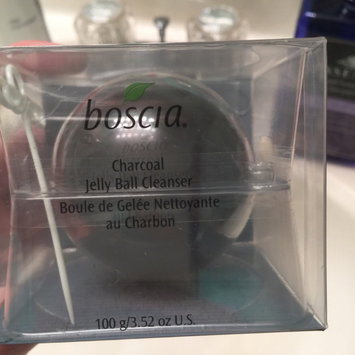 boscia®
boscia
Charcoal
Jelly Ball Cleanser
Boule de Gelée Nettoyante
au Charbon
100 g/3.52 oz U.S.